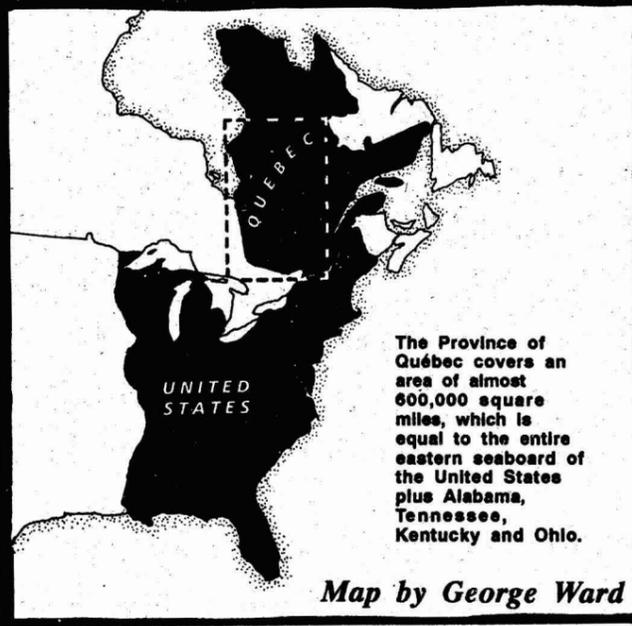 QUEBEC
UNITED
STATES
The Province of
Québec covers an
area of almost
600,000 square
miles, which is
equal to the entire
eastern seaboard of
the United States
plus Alabama,
Tennessee,
Kentucky and Ohio.
Map by George Ward